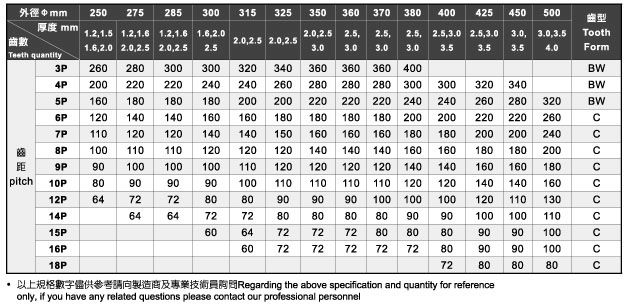 外徑Φmm 250 275 285 300 315 325 350 360 370 380 400 425 450 500 齒型 Tooth Form
厚度 mm 1.2,1.5 1.2,1.6 1.2,1.6 1.6,2.0 2.0,2.5 2.0,2.5 2.0,2.5 2.5, 2.5, 2.5, 2.5,3.0 2.5,3.0 3.0, 3.0,3.5
齒數 Teeth quantity 1.6,2.0 2.0,2.5 2.0,2.5 2.5 3.0 3.0 3.0 3.0 3.5 3.5 3.5 4.0
3P 260 280 300 300 320 340 360 360 360 400 BW
4P 200 220 220 240 240 260 280 280 280 300 300 320 340 BW
5P 160 180 180 180 200 200 220 220 220 240 240 260 280 320 BW
6P 120 140 140 160 160 180 180 180 180 200 200 220 220 260 C
7P 110 120 120 140 140 150 160 160 160 180 180 200 200 240 C
8P 100 110 110 120 120 120 140 140 140 160 160 180 180 200 C
齒距 pitch
9P 90 100 100 100 110 120 120 120 120 140 140 160 160 180 C
10P 80 90 90 90 100 110 110 110 110 120 120 140 140 160 C
12P 64 72 72 80 80 90 90 90 100 100 100 120 110 130 C
14P 64 64 72 72 80 80 80 80 90 90 100 100 110 C
15P 60 64 72 72 72 80 80 80 90 90 100 C
16P 60 72 72 72 72 72 80 90 90 100 C
18P 72 80 80 80 C
• 以上規格數字僅供參考請向製造商及專業技術員詢問Regarding the above specification and quantity for reference
only, if you have any related questions please contact our professional personnel